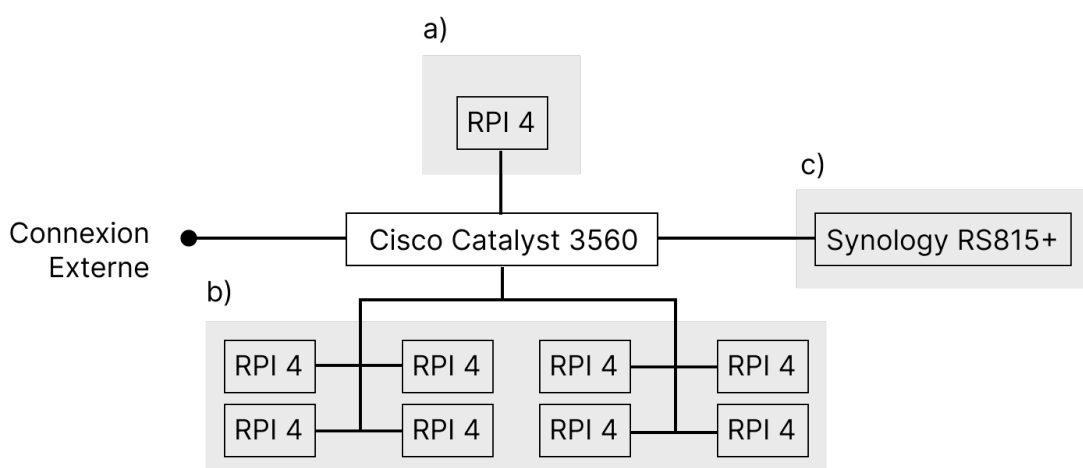 a)
RPI 4
c)
Connexion
Externe
Cisco Catalyst 3560
Synology RS815+
b)
RPI 4
RPI 4
RPI 4
RPI 4
RPI 4
RPI 4
RPI 4
RPI 4